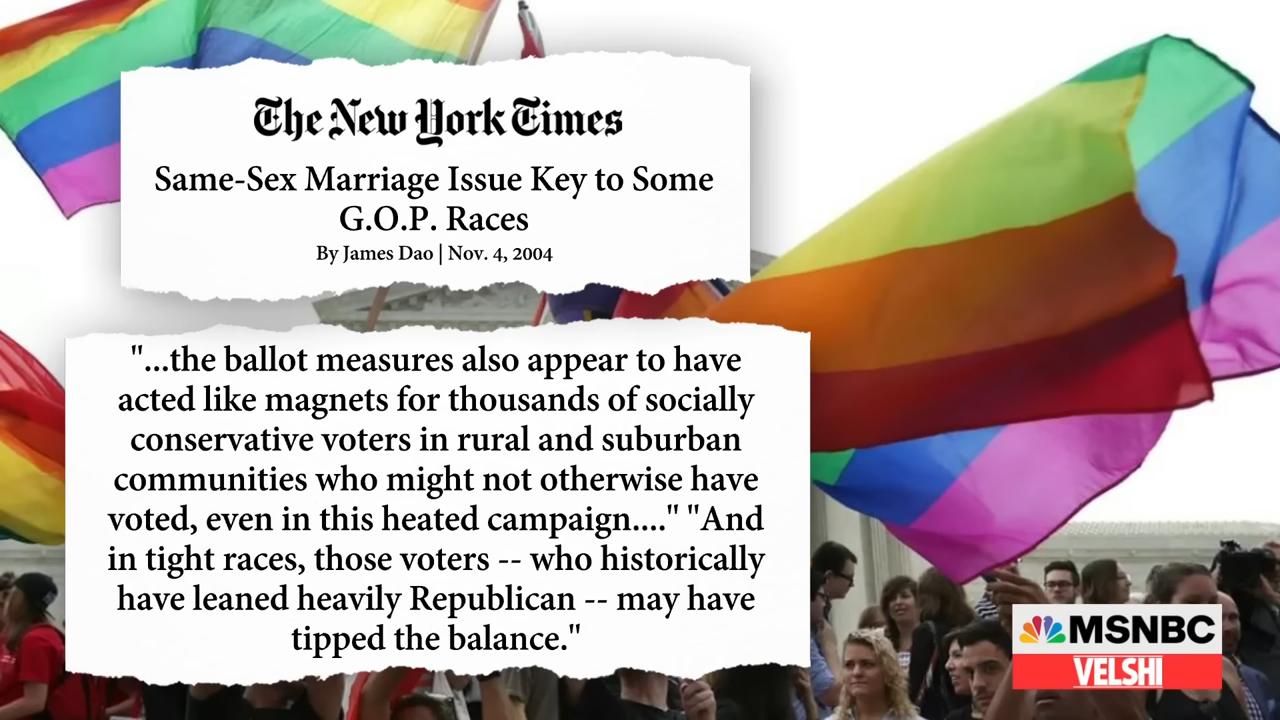 The New York Times
Same-Sex Marriage Issue Key to Some
G.O.P. Races
By James Dao | Nov. 4, 2004
"...the ballot measures also appear to have
acted like magnets for thousands of socially
conservative voters in rural and suburban
communities who might not otherwise have
voted, even in this heated campaign...." "And
in tight races, those voters -- who historically
have leaned heavily Republican -- may have
tipped the balance."
MSNBC
VELSHI